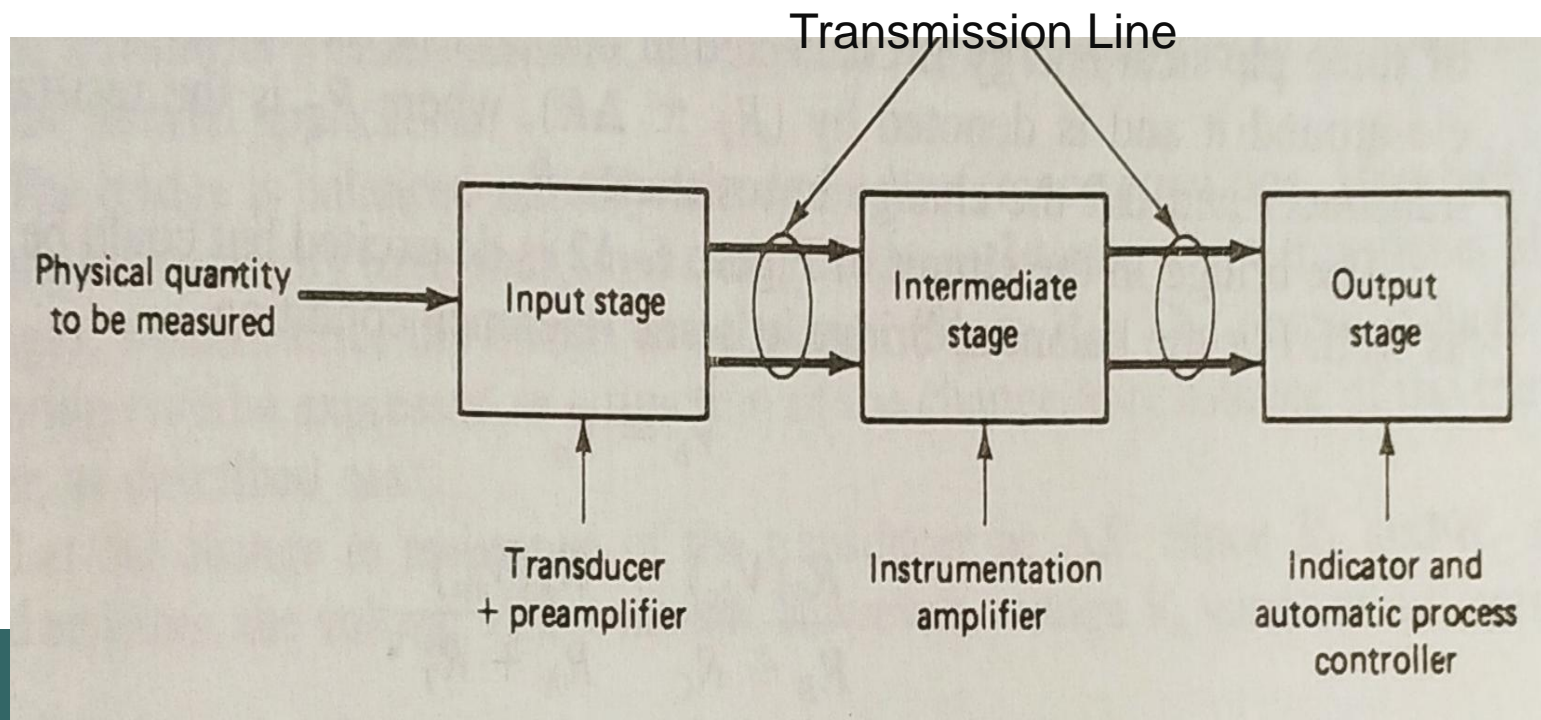 Transmission Line
Physical quantity
to be measured
Input stage
Intermediate
stage
Output
stage
Transducer
+ preamplifier
Instrumentation
amplifier
Indicator and
automatic process
controller